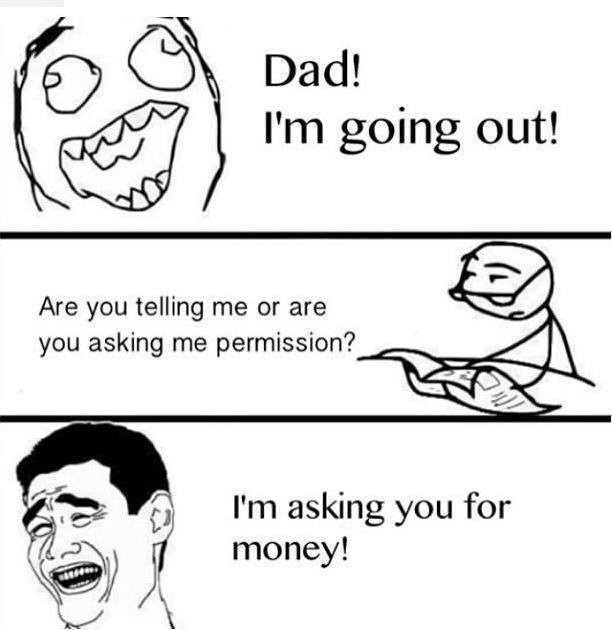 Dad!
I'm going out!
Are you telling me or are
you asking me permission?
I'm asking you for
money!